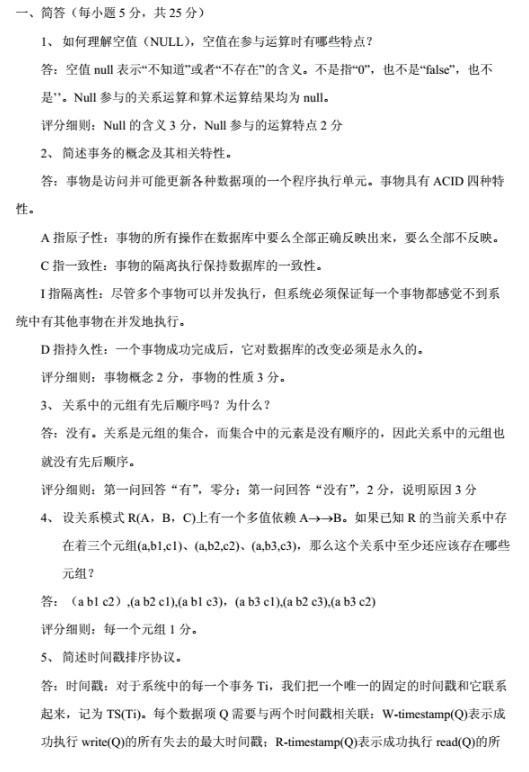 一、简答（每小题 5 分，共 25 分）
1、 如何理解空值（NULL），空值在参与运算时有哪些特点？
答：空值 null 表示“不知道”或者“不存在”的含义。不是指“0”，也不是“false”，也不
是’’。Null 参与的关系运算和算术运算结果均为 null。
评分细则：Null 的含义 3 分，Null 参与的运算特点 2 分
2、 简述事务的概念及其相关特性。
答：事物是访问并可能更新各种数据项的一个程序执行单元。事物具有 ACID 四种特
性。
A 指原子性：事物的所有操作在数据库中要么全部正确反映出来，要么全部不反映。
C 指一致性：事物的隔离执行保持数据库的一致性。
I 指隔离性：尽管多个事物可以并发执行，但系统必须保证每一个事物都感觉不到系
统中有其他事物在并发地执行。
D 指持久性：一个事物成功完成后，它对数据库的改变必须是永久的。
评分细则：事物概念 2 分，事物的性质 3 分。
3、 关系中的元组有先后顺序吗？为什么？
答：没有。关系是元组的集合，而集合中的元素是没有顺序的，因此关系中的元组也
就没有先后顺序。
评分细则：第一问回答“有”，零分；第一问回答“没有”，2 分，说明原因 3 分
4、 设关系模式 R(A，B，C)上有一个多值依赖 A→→B。如果已知 R 的当前关系中存
在着三个元组(a,b1,c1)、(a,b2,c2)、(a,b3,c3)，那么这个关系中至少还应该存在哪些
元组？
答：（a b1 c2）,(a b2 c1),(a b1 c3)，(a b3 c1),(a b2 c3),(a b3 c2)
评分细则：每一个元组 1 分。
5、 简述时间戳排序协议。
答：时间戳：对于系统中的每一个事务 Ti，我们把一个唯一的固定的时间戳和它联系
起来，记为 TS(Ti)。每个数据项 Q 需要与两个时间戳相关联：W-timestamp(Q)表示成
功执行 write(Q)的所有失去的最大时间戳；R-timestamp(Q)表示成功执行 read(Q)的所